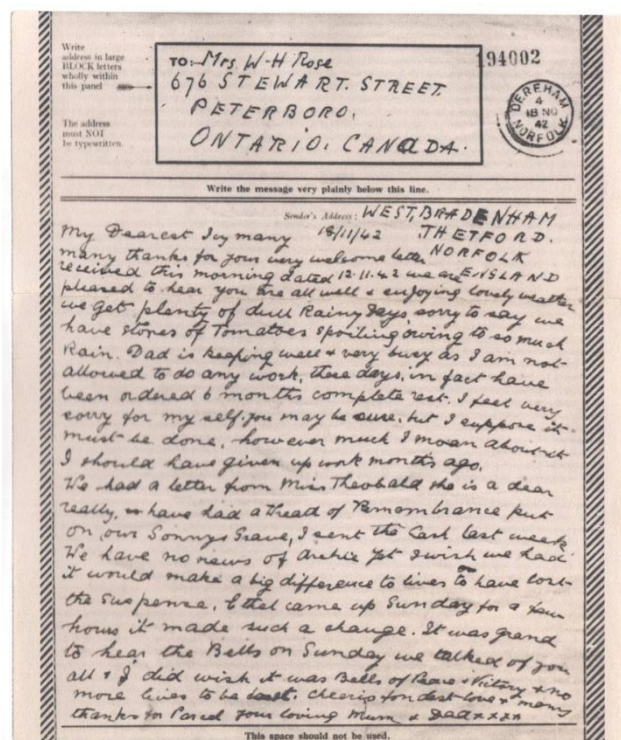 Write
address in large
BLOCK letters
wholly within
this panel
The address
must NOT
be typewritten.
TO:- Mrs. W-H Rose
676 STEWART. STREET.
PETERBORO.
ONTARIO. CANADA.
194002
DEREHAM
4
18 NO
42
NORFOLK
Write the message very plainly below this line.
Sender's Address: WEST, BRADENHAM
THETFORD.
NORFOLK
ENGLAND
18/11/42
My Dearest Ivy many
many thanks for your very welcome letter
received this morning dated 12.11.42 we are
pleased to hear you are all well & enjoying lovely weather
we get plenty of dull Rainy Days sorry to say we
have stones of Tomatoes spoiling owing to so much
Rain. Dad is keeping well & very busy as I am not
allowed to do any work, these days, in fact have
been ordered 6 months complete rest. I feel very
sorry for my self, you may be sure, but I suppose it
must be done, however much I moan about it
I should have given up work months ago.
We had a letter from Miss Theobald she is a dear
really, have had a Wreath of Remembrance put
on our Sonnys Grave, I sent the Cash last week
We have no news of Archie yet I wish we had
it would make a big difference to lives to have lost
the Suspense, Ethel came up Sunday for a few
hours it made such a change. It was grand
to hear the Bells on Sunday we talked of you
all & I did wish it was Bells of Peace & Victory & no
more lives to be lost. cheerio fondest love & many
thanks for Parcel your loving Mum & Dad xxxx
This space should not be used.